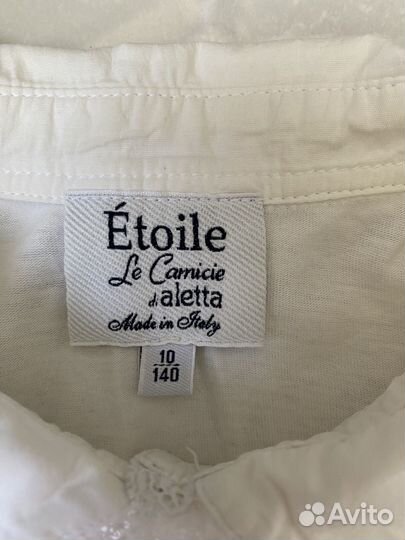 Étoile
Le Camicie
di aletta
Made in Italy
10
140
Avito